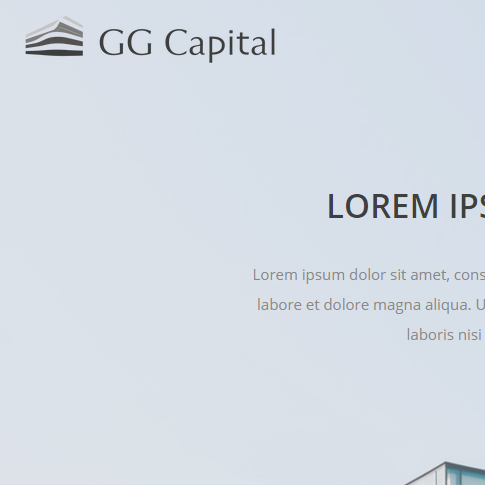 GG Capital
LOREM IPS
Lorem ipsum dolor sit amet, cons
labore et dolore magna aliqua. U
laboris nisi